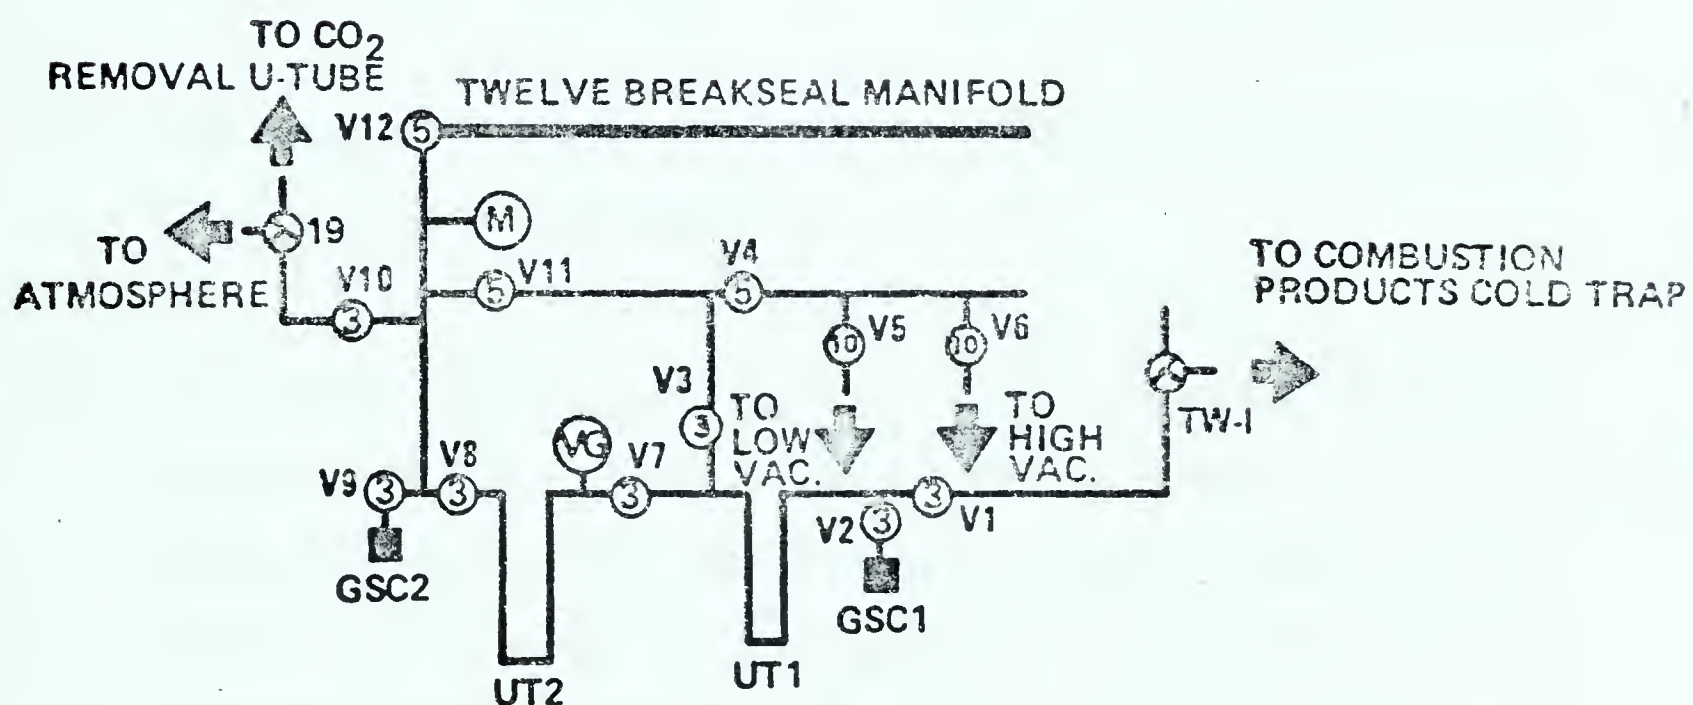 TO CO2
REMOVAL U-TUBE
TWELVE BREAKSEAL MANIFOLD
V12
5
M
19
TO
ATMOSPHERE
V10
3
5
V11
V4
5
10
V5
10
V6
TO COMBUSTION
PRODUCTS COLD TRAP
TW-I
V3
3
TO
LOW
VAC.
TO
HIGH
VAC.
VG
V7
3
V8
3
V9
3
GSC2
V2
3
3
V1
GSC1
UT2
UT1